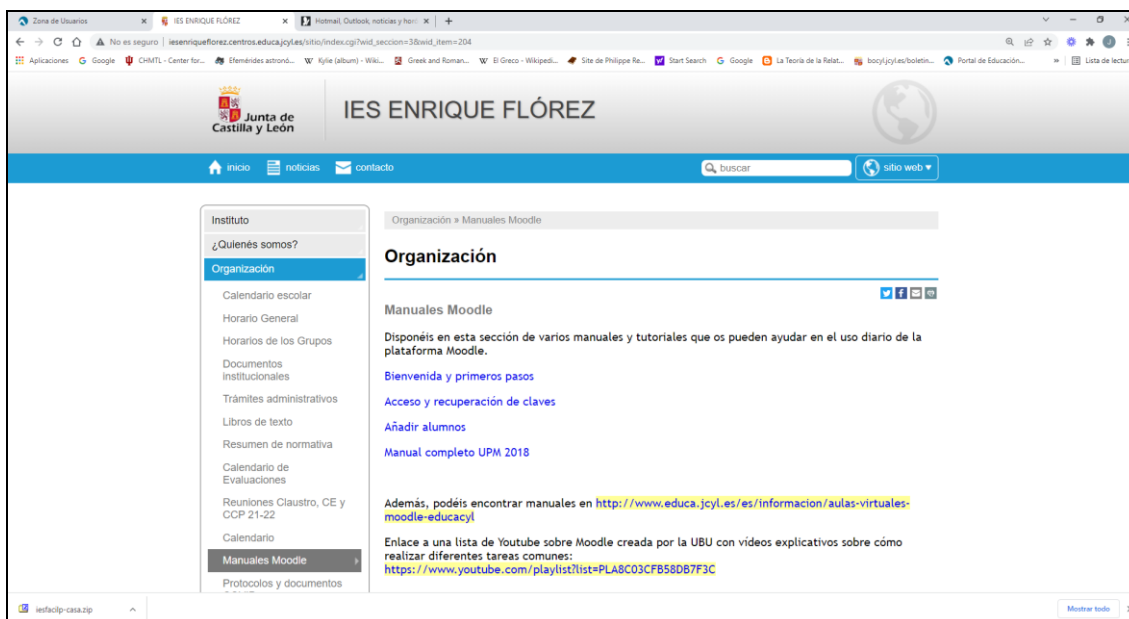 Zona de Usuarios
IES ENRIQUE FLÓREZ
Hotmail, Outlook, noticias y hor
No es seguro | iesenriqueflorez.centros.educa.jcyl.es/sitio/index.cgi?wid_seccion=3&wid_item=204
Aplicaciones
Google
CHMTL - Center for...
Efemérides astronó...
Kylie (album) - Wiki...
Greek and Roman...
El Greco - Wikipedi...
Site de Philippe Re...
Start Search
Google
La Teoría de la Relat...
bocyl.jcyl.es/boletin...
Portal de Educación...
»
Lista de lectur
Junta de
Castilla y León
IES ENRIQUE FLÓREZ
inicio
noticias
contacto
buscar
sitio web
Instituto
¿Quienés somos?
Organización
Calendario escolar
Horario General
Horarios de los Grupos
Documentos
institucionales
Trámites administrativos
Libros de texto
Resumen de normativa
Calendario de
Evaluaciones
Reuniones Claustro, CE y
CCP 21-22
Calendario
Manuales Moodle
Protocolos y documentos
Organización » Manuales Moodle
Organización
Manuales Moodle
Disponéis en esta sección de varios manuales y tutoriales que os pueden ayudar en el uso diario de la
plataforma Moodle.
Bienvenida y primeros pasos
Acceso y recuperación de claves
Añadir alumnos
Manual completo UPM 2018
Además, podéis encontrar manuales en http://www.educa.jcyl.es/es/informacion/aulas-virtuales-
moodle-educacyl
Enlace a una lista de Youtube sobre Moodle creada por la UBU con vídeos explicativos sobre cómo
realizar diferentes tareas comunes:
https://www.youtube.com/playlist?list=PLA8C03CFB58DB7F3C
iesfacilp-casa.zip
Mostrar todo